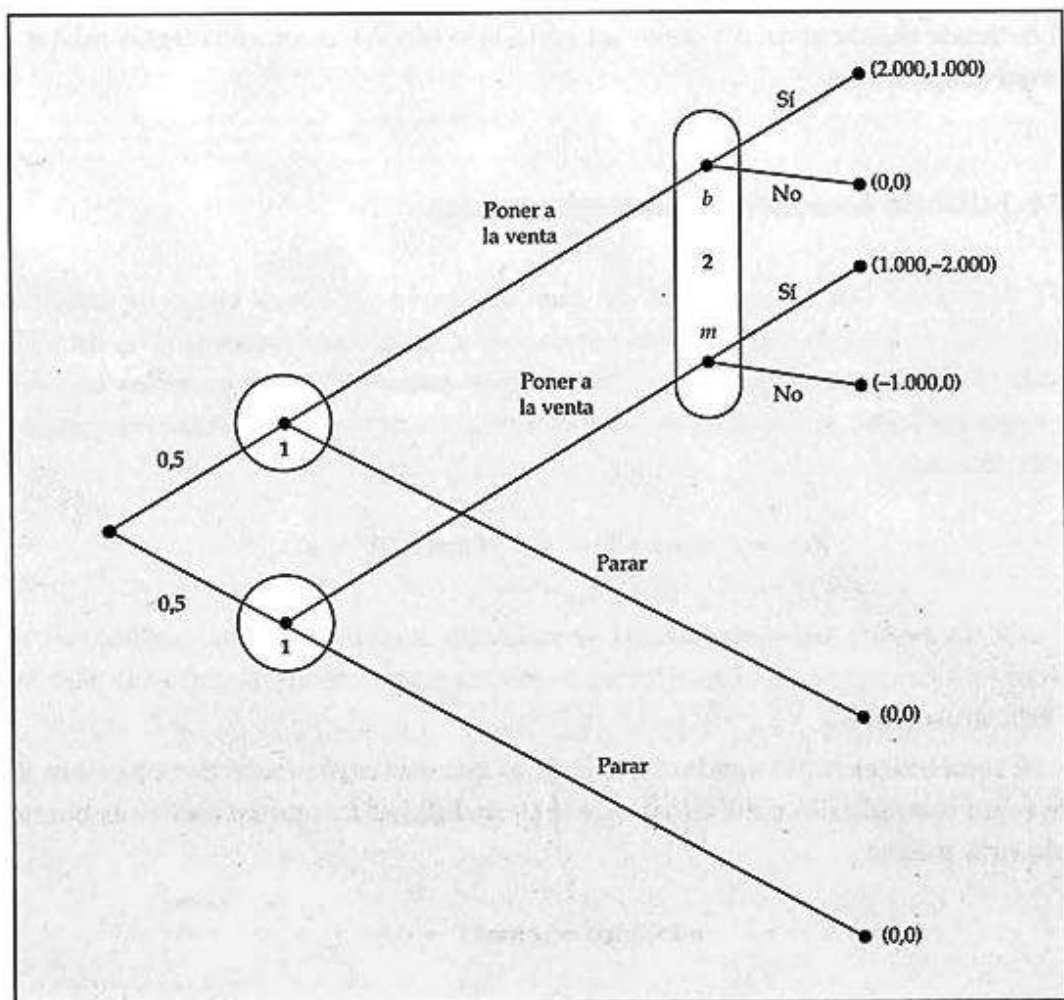 (2.000,1.000)
Sí
b
No
(0,0)
Poner a
la venta
2
(1.000,–2.000)
Sí
m
No
(–1.000,0)
Poner a
la venta
0,5
1
Parar
0,5
1
(0,0)
Parar
(0,0)